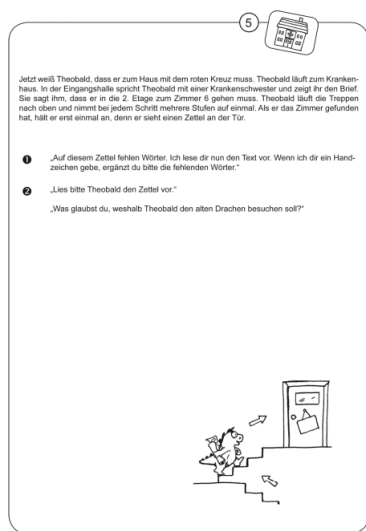 5
Jetzt weiß Theobald, dass er zum Haus mit dem roten Kreuz muss. Theobald läuft zum Kranken-
haus. In der Eingangshalle spricht Theobald mit einer Krankenschwester und zeigt ihr den Brief.
Sie sagt ihm, dass er in die 2. Etage zum Zimmer 6 gehen muss. Theobald läuft die Treppen
nach oben und nimmt bei jedem Schritt mehrere Stufen auf einmal. Als er das Zimmer gefunden
hat, hält er erst einmal an, denn er sieht einen Zettel an der Tür.
❶ „Auf diesem Zettel fehlen Wörter. Ich lese dir nun den Text vor. Wenn ich dir ein Hand-
zeichen gebe, ergänzt du bitte die fehlenden Wörter.“
❷ „Lies bitte Theobald den Zettel vor.“
„Was glaubst du, weshalb Theobald den alten Drachen besuchen soll?“